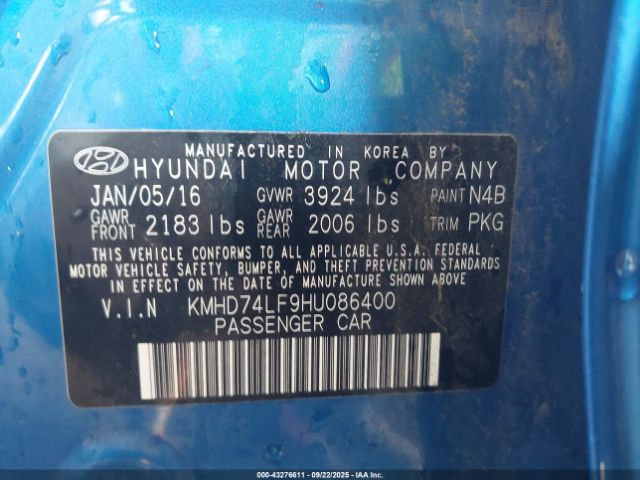 MANUFACTURED IN KOREA BY
HYUNDAI MOTOR COMPANY
JAN/05/16 GVWR 3924 lbs PAINT N4B
GAWR FRONT 2183 lbs GAWR REAR 2006 lbs TRIM PKG
THIS VEHICLE CONFORMS TO ALL APPLICABLE U.S.A. FEDERAL
MOTOR VEHICLE SAFETY, BUMPER, AND THEFT PREVENTION STANDARDS
IN EFFECT ON THE DATE OF MANUFACTURE SHOWN ABOVE.
V.I.N KMHD74LF9HU086400
PASSENGER CAR
000-43276611 - 09/22/2025 - IAA Inc.